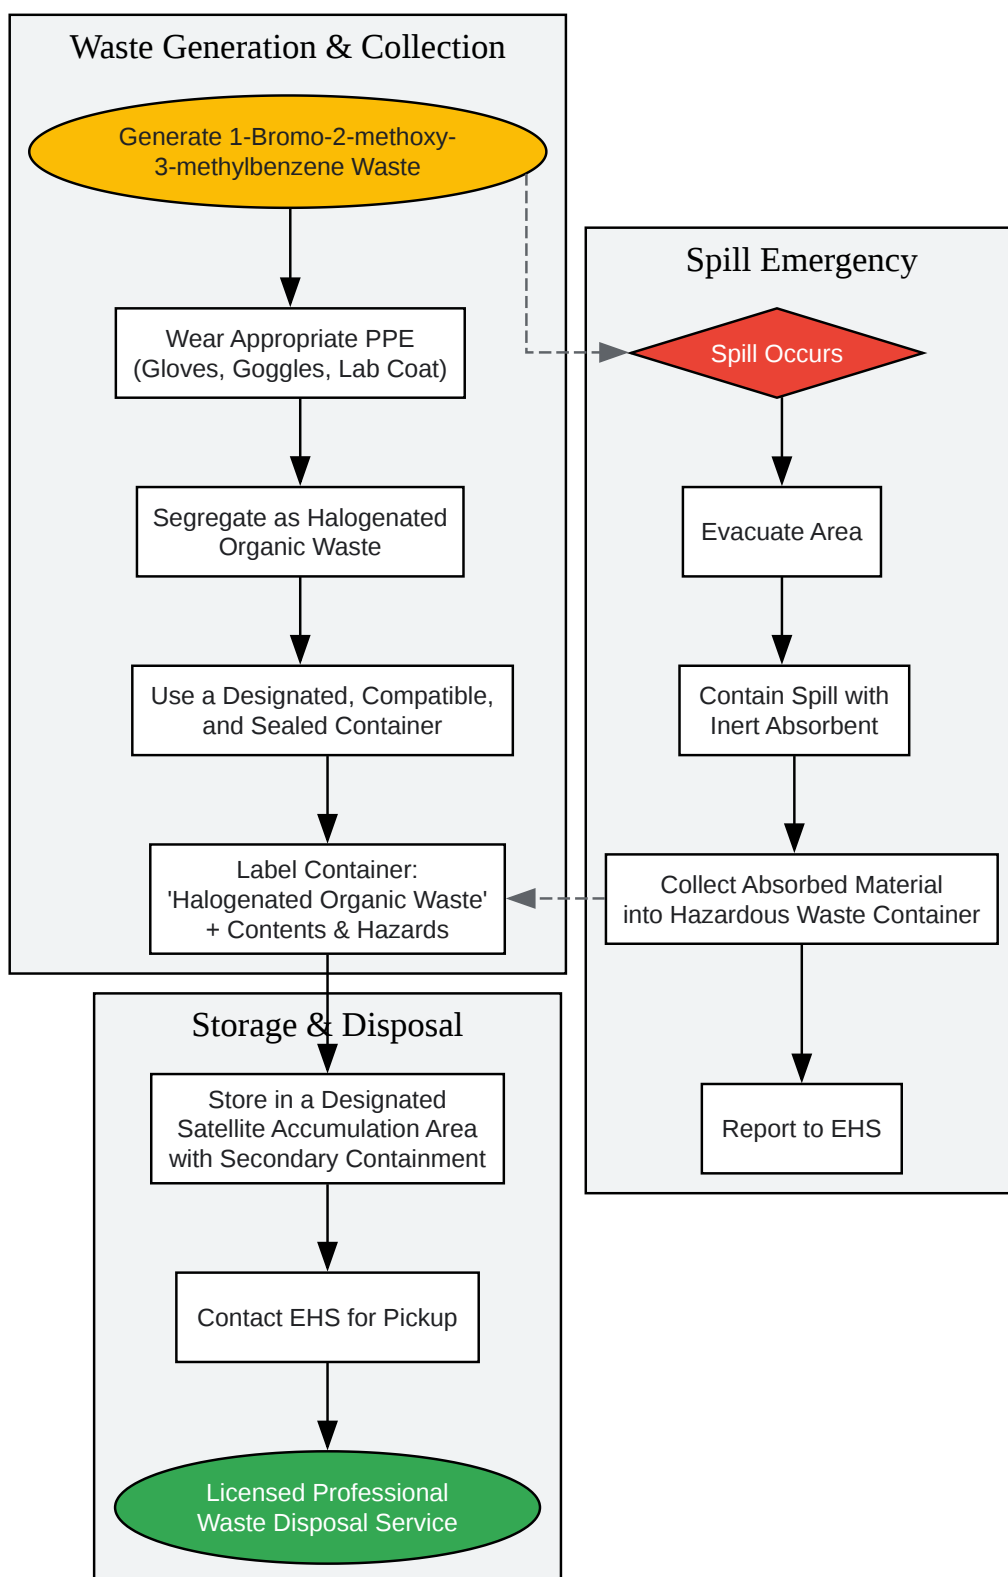 Waste Generation & Collection
Generate 1-Bromo-2-methoxy-
3-methylbenzene Waste
Wear Appropriate PPE
(Gloves, Goggles, Lab Coat)
Segregate as Halogenated
Organic Waste
Use a Designated, Compatible,
and Sealed Container
Label Container:
'Halogenated Organic Waste'
+ Contents & Hazards
Spill Emergency
Spill Occurs
Evacuate Area
Contain Spill with
Inert Absorbent
Collect Absorbed Material
into Hazardous Waste Container
Report to EHS
Storage & Disposal
Store in a Designated
Satellite Accumulation Area
with Secondary Containment
Contact EHS for Pickup
Licensed Professional
Waste Disposal Service